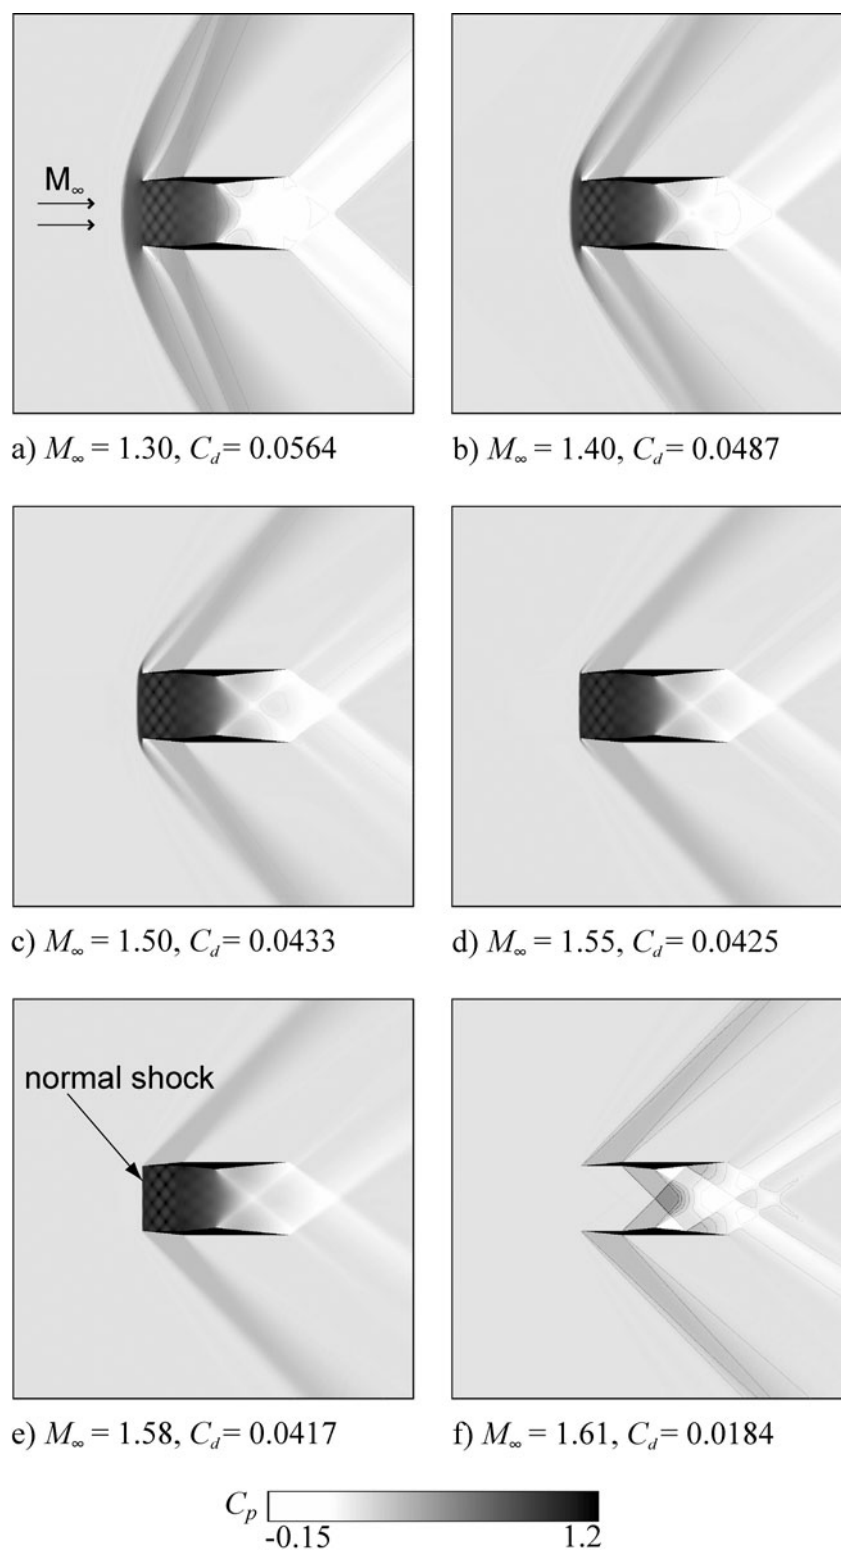 M∞
a) M∞ = 1.30, Cd = 0.0564
b) M∞ = 1.40, Cd = 0.0487
c) M∞ = 1.50, Cd = 0.0433
d) M∞ = 1.55, Cd = 0.0425
normal shock
e) M∞ = 1.58, Cd = 0.0417
f) M∞ = 1.61, Cd = 0.0184
Cp
-0.15 1.2